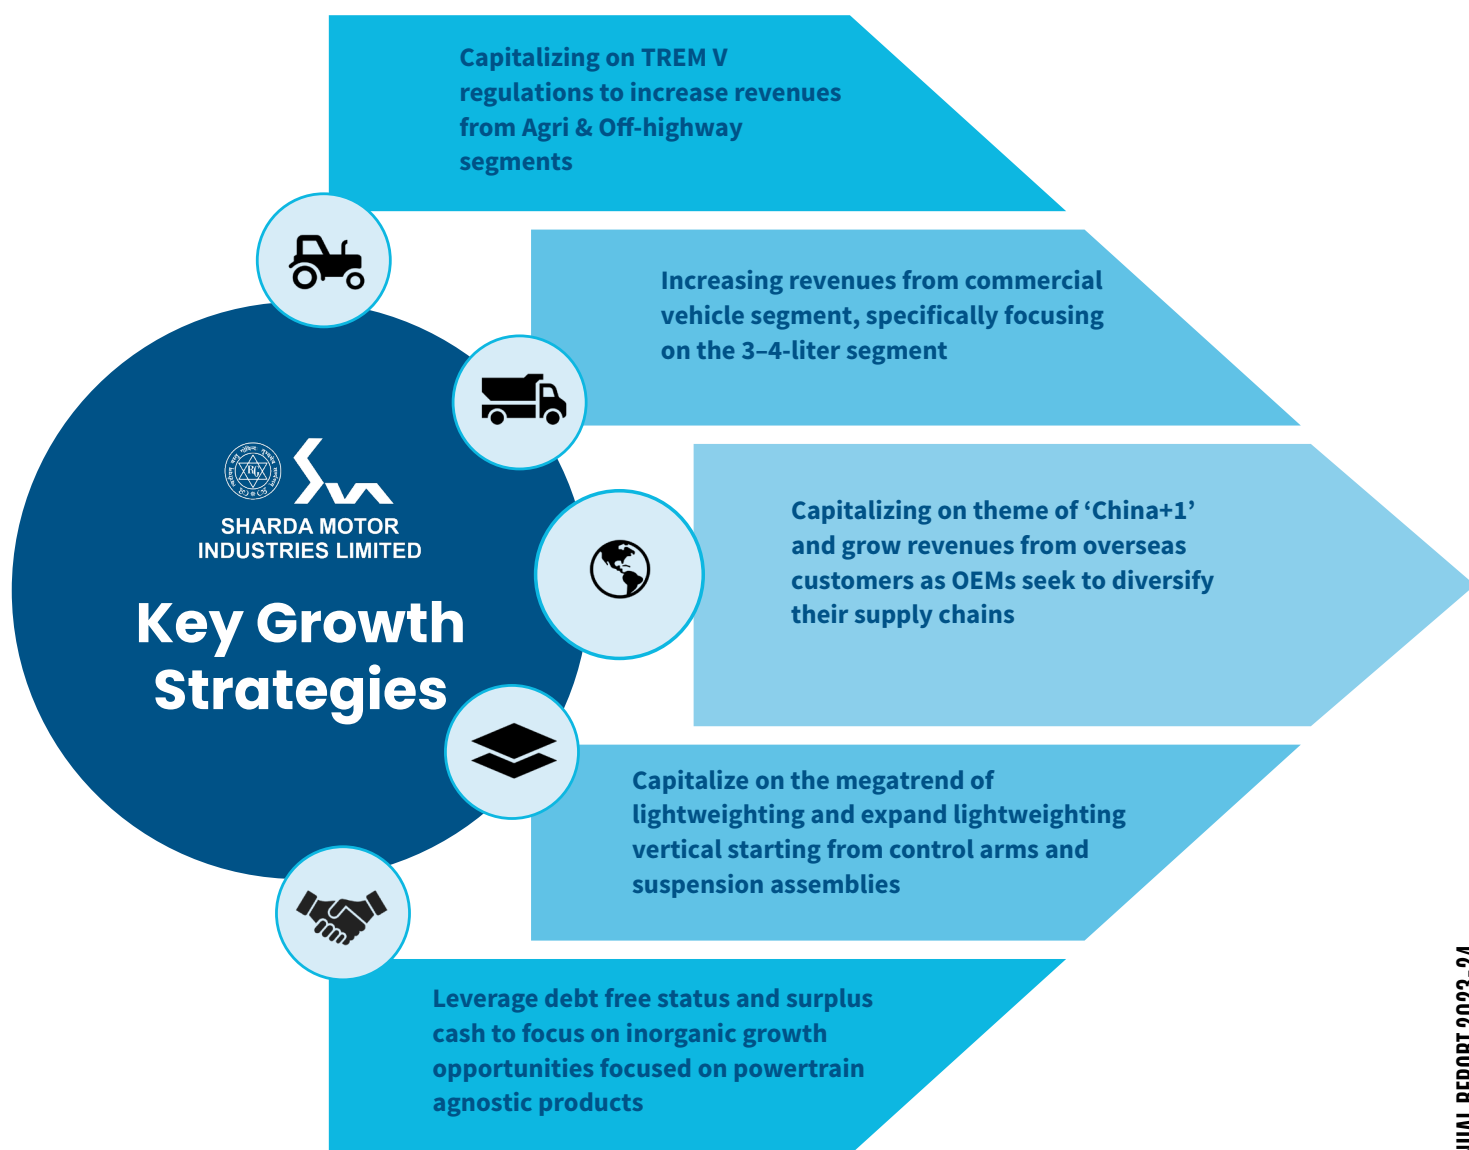 Capitalizing on TREM V
regulations to increase revenues
from Agri & Off-highway
segments
Increasing revenues from commercial
vehicle segment, specifically focusing
on the 3–4-liter segment
SHARDA MOTOR
INDUSTRIES LIMITED
Key Growth
Strategies
Capitalizing on theme of ‘China+1’
and grow revenues from overseas
customers as OEMs seek to diversify
their supply chains
Capitalize on the megatrend of
lightweighting and expand lightweighting
vertical starting from control arms and
suspension assemblies
Leverage debt free status and surplus
cash to focus on inorganic growth
opportunities focused on powertrain
agnostic products
REPORT 2023-24